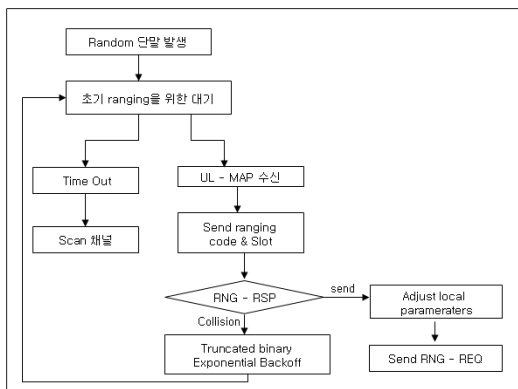 Random 단말 발생
초기 ranging을 위한 대기
Time Out
UL - MAP 수신
Scan 채널
Send ranging
code & Slot
RNG - RSP
send
Adjust local
parameraters
Collision
Truncated binary
Exponential Backoff
Send RNG - REQ